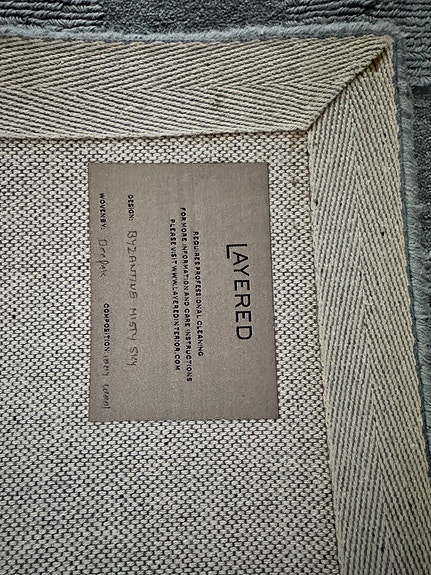 LAYERED
REQUIRES PROFESSIONAL CLEANING
FOR MORE INFORMATION AND CARE INSTRUCTIONS
PLEASE VISIT WWW.LAYEREDINTERIOR.COM
DESIGN: BYZANTINE MISTY SKY
WOVEN BY: Deepak COMPOSITION: wool